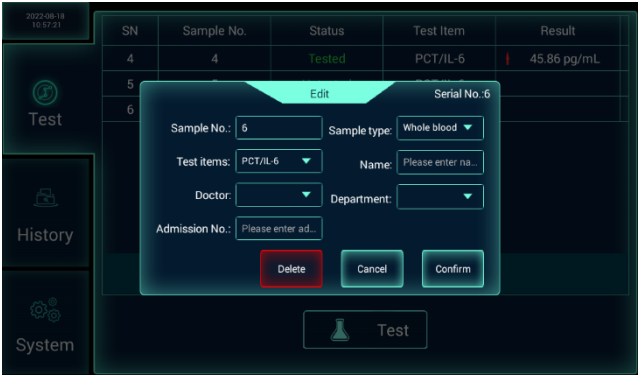 2022-08-18
10:57:21
SN Sample No. Status Test Item Result
4 4 Tested PCT/IL-6 45.86 pg/mL
5
6
Test
History
System
Edit Serial No.:6
Sample No.: 6 Sample type: Whole blood
Test items: PCT/IL-6 Name: Please enter na...
Doctor: Department:
Admission No.: Please enter ad...
Delete Cancel Confirm
Test